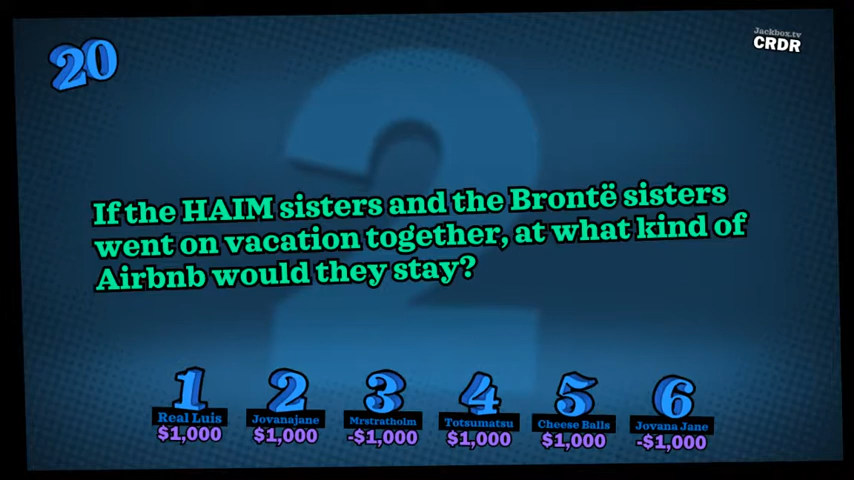 20
Jackbox.tv
CRDR
If the HAIM sisters and the Brontë sisters
went on vacation together, at what kind of
Airbnb would they stay?
2
1 2 3 4 5 6
Real Luis Jovanajane Mrstratholm Totsumatsu Cheese Balls Jovana Jane
$1,000 $1,000 -$1,000 $1,000 $1,000 -$1,000